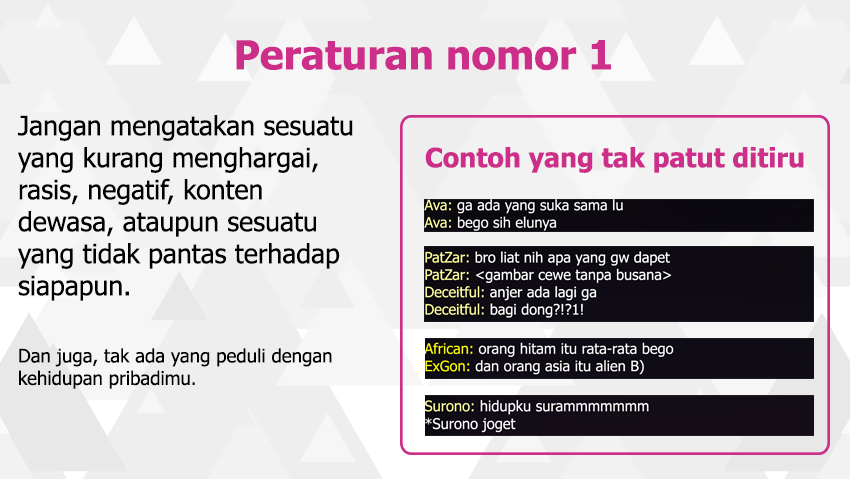 Peraturan nomor 1
Jangan mengatakan sesuatu
yang kurang menghargai,
rasis, negatif, konten
dewasa, ataupun sesuatu
yang tidak pantas terhadap
siapapun.
Dan juga, tak ada yang peduli dengan
kehidupan pribadimu.
Contoh yang tak patut ditiru
Ava: ga ada yang suka sama lu
Ava: bego sih elunya
PatZar: bro liat nih apa yang gw dapet
PatZar: <gambar cewe tanpa busana>
Deceitful: anjer ada lagi ga
Deceitful: bagi dong?!?1!
African: orang hitam itu rata-rata bego
ExGon: dan orang asia itu alien B)
Surono: hidupku surammmmmmm
*Surono joget